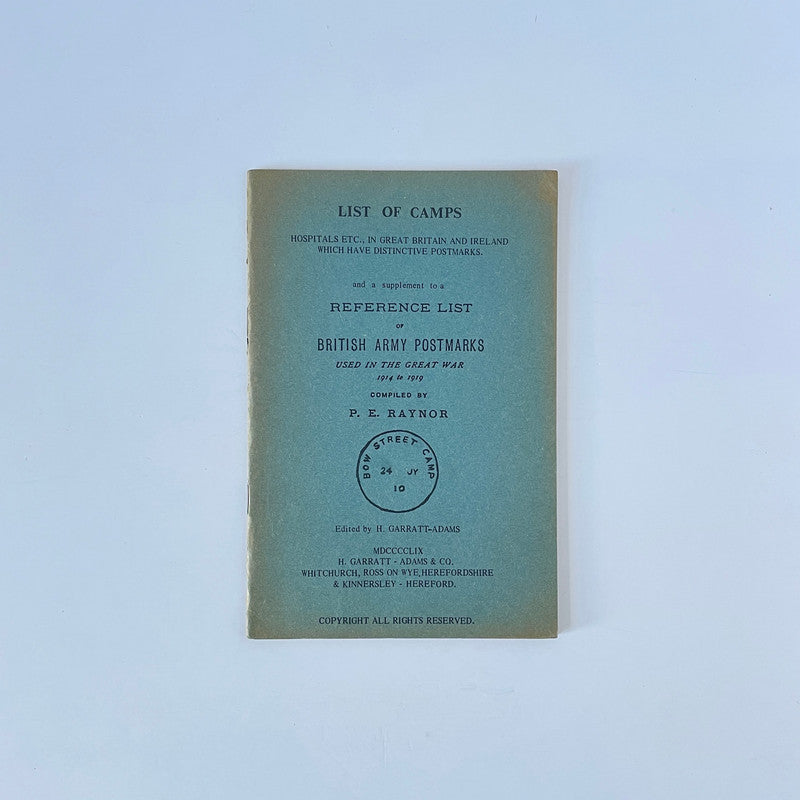 LIST OF CAMPS
HOSPITALS ETC., IN GREAT BRITAIN AND IRELAND
WHICH HAVE DISTINCTIVE POSTMARKS.
and a supplement to a
REFERENCE LIST
OF
BRITISH ARMY POSTMARKS
USED IN THE GREAT WAR
1914 to 1919
COMPILED BY
P. E. RAYNOR
BOW STREET CAMP
24 JY
10
Edited by H. GARRATT-ADAMS
MDCCCCLIX
H. GARRATT - ADAMS & CO.
WHITCHURCH, ROSS ON WYE, HEREFORDSHIRE
& KINNERSLEY - HEREFORD.
COPYRIGHT ALL RIGHTS RESERVED.